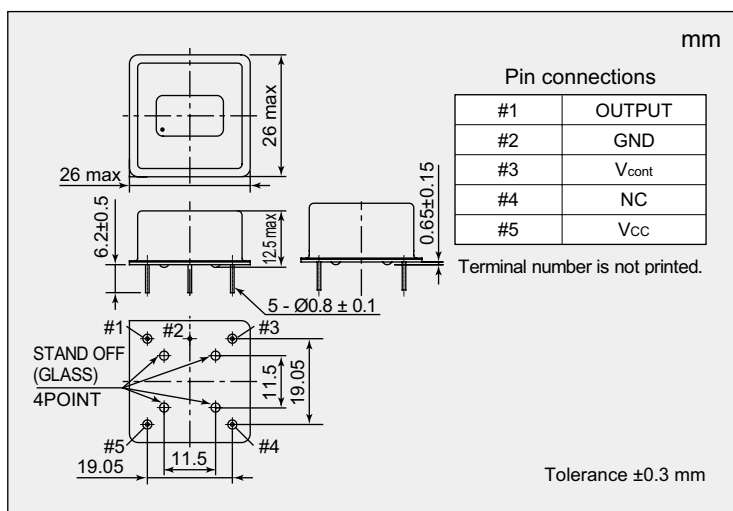 mm
Pin connections
#1 OUTPUT
#2 GND
#3 Vcont
#4 NC
#5 VCC
Terminal number is not printed.
26 max
26 max
6.2±0.5
12.5 max
0.65±0.15
5 - Ø0.8 ± 0.1
#1
#2
#3
STAND OFF
(GLASS)
4POINT
11.5
19.05
#5
#4
19.05
11.5
Tolerance ±0.3 mm